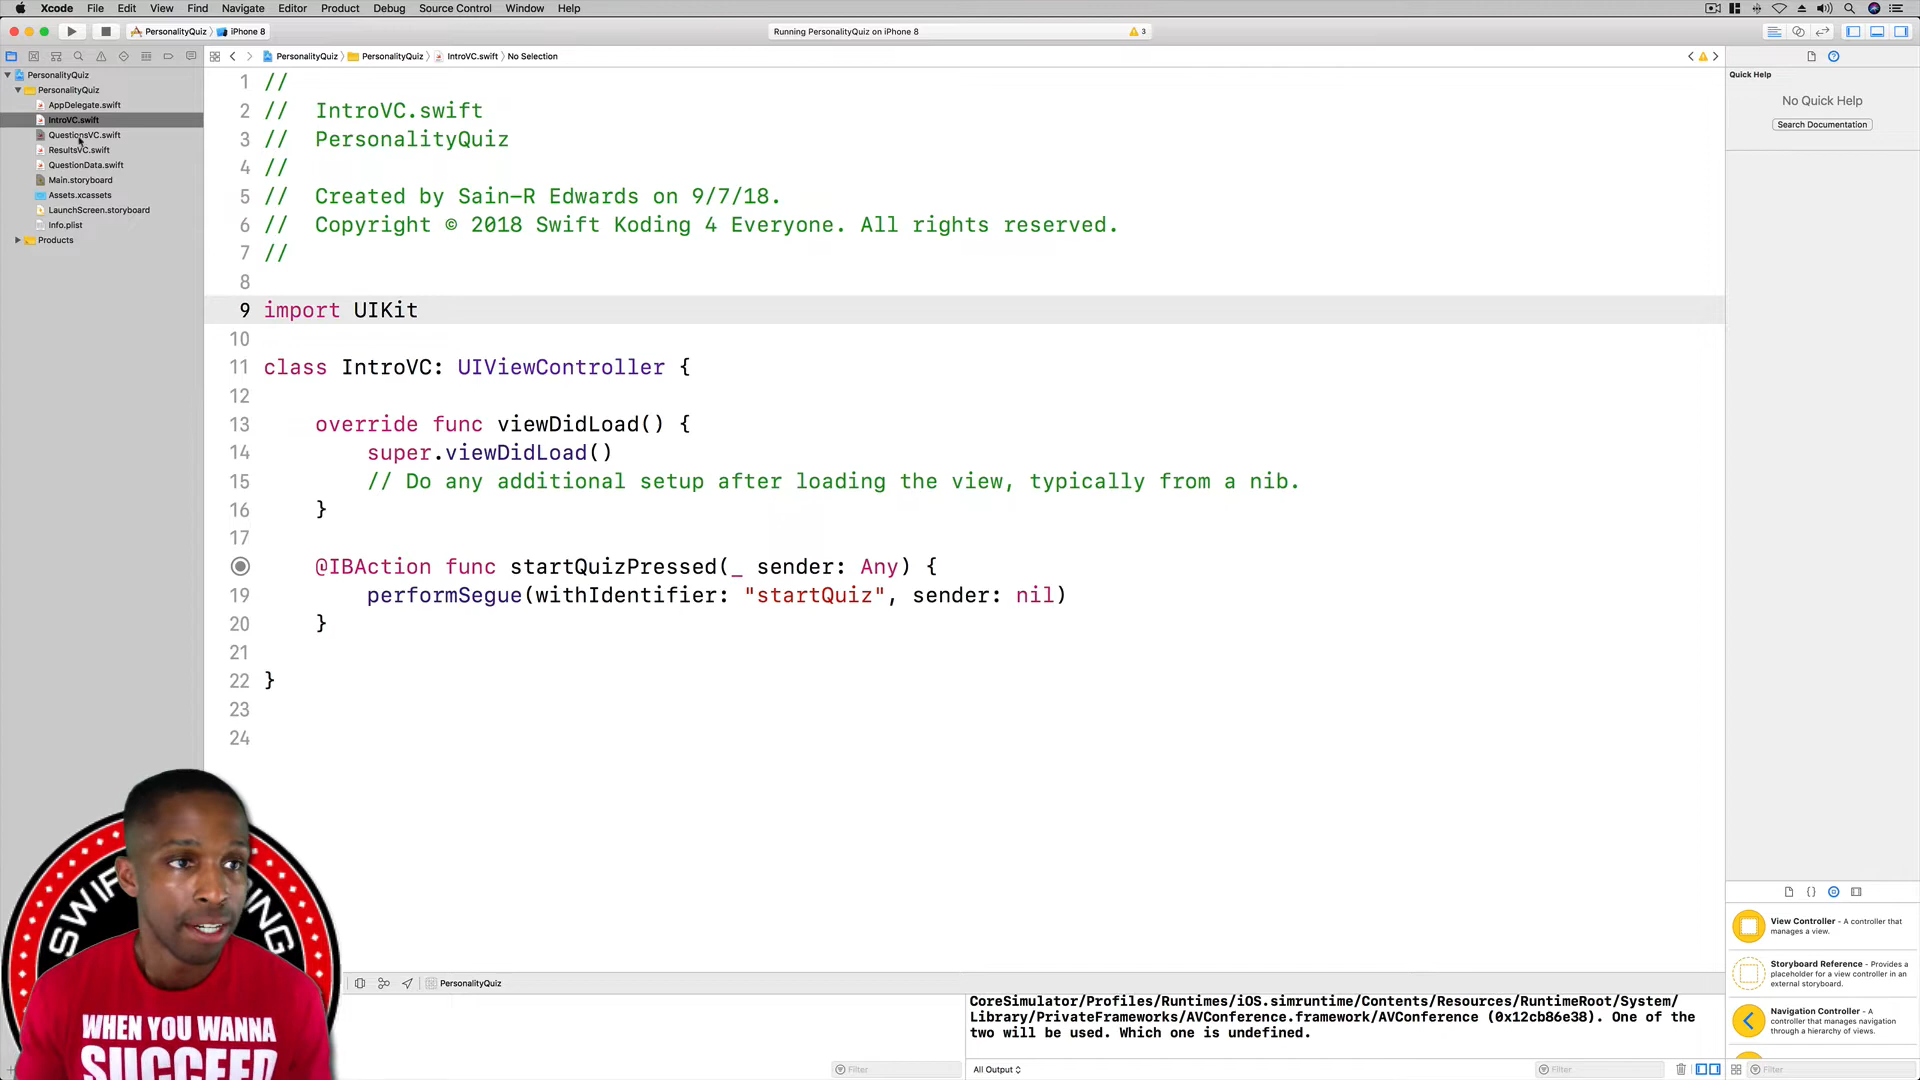 Xcode File Edit View Find Navigate Editor Product Debug Source Control Window Help
PersonalityQuiz iPhone 8
Running PersonalityQuiz on iPhone 8
3
PersonalityQuiz
PersonalityQuiz
AppDelegate.swift
IntroVC.swift
QuestionsVC.swift
ResultsVC.swift
QuestionData.swift
Main.storyboard
Assets.xcassets
LaunchScreen.storyboard
Info.plist
Products
PersonalityQuiz PersonalityQuiz IntroVC.swift No Selection
1 //
2 // IntroVC.swift
3 // PersonalityQuiz
4 //
5 // Created by Sain-R Edwards on 9/7/18.
6 // Copyright © 2018 Swift Koding 4 Everyone. All rights reserved.
7 //
8
9 import UIKit
10
11 class IntroVC: UIViewController {
12
13 override func viewDidLoad() {
14 super.viewDidLoad()
15 // Do any additional setup after loading the view, typically from a nib.
16 }
17
@IBAction func startQuizPressed(_ sender: Any) {
19 performSegue(withIdentifier: "startQuiz", sender: nil)
20 }
21
22 }
23
24
Quick Help
No Quick Help
Search Documentation
View Controller - A controller that
manages a view.
Storyboard Reference - Provides a
placeholder for a view controller in an
external storyboard.
Navigation Controller - A
controller that manages navigation
through a hierarchy of views.
PersonalityQuiz
CoreSimulator/Profiles/Runtimes/iOS.simruntime/Contents/Resources/RuntimeRoot/System/
Library/PrivateFrameworks/AVConference.framework/AVConference (0x12cb86e38). One of the
two will be used. Which one is undefined.
Filter
All Output
Filter
Filter
WHEN YOU WANNA
SUCCEED